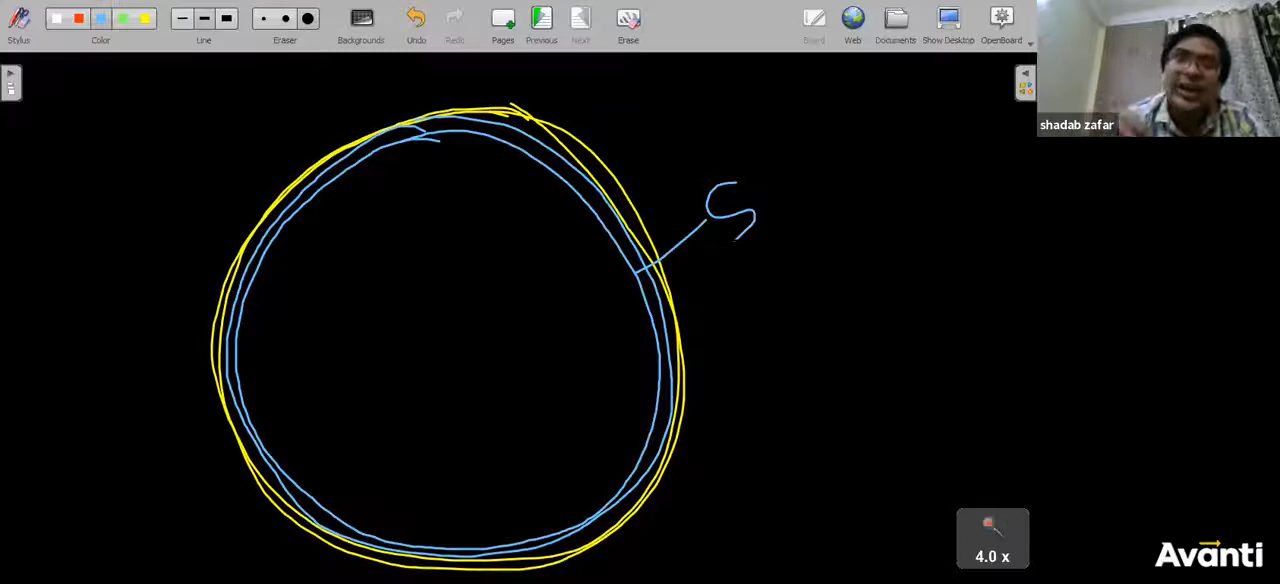 Stylus
Color
Line
Eraser
Backgrounds
Undo
Redo
Pages
Previous
Next
Erase
Board
Web
Documents
Show Desktop
OpenBoard
shadab zafar
S
4.0 x
Avanti